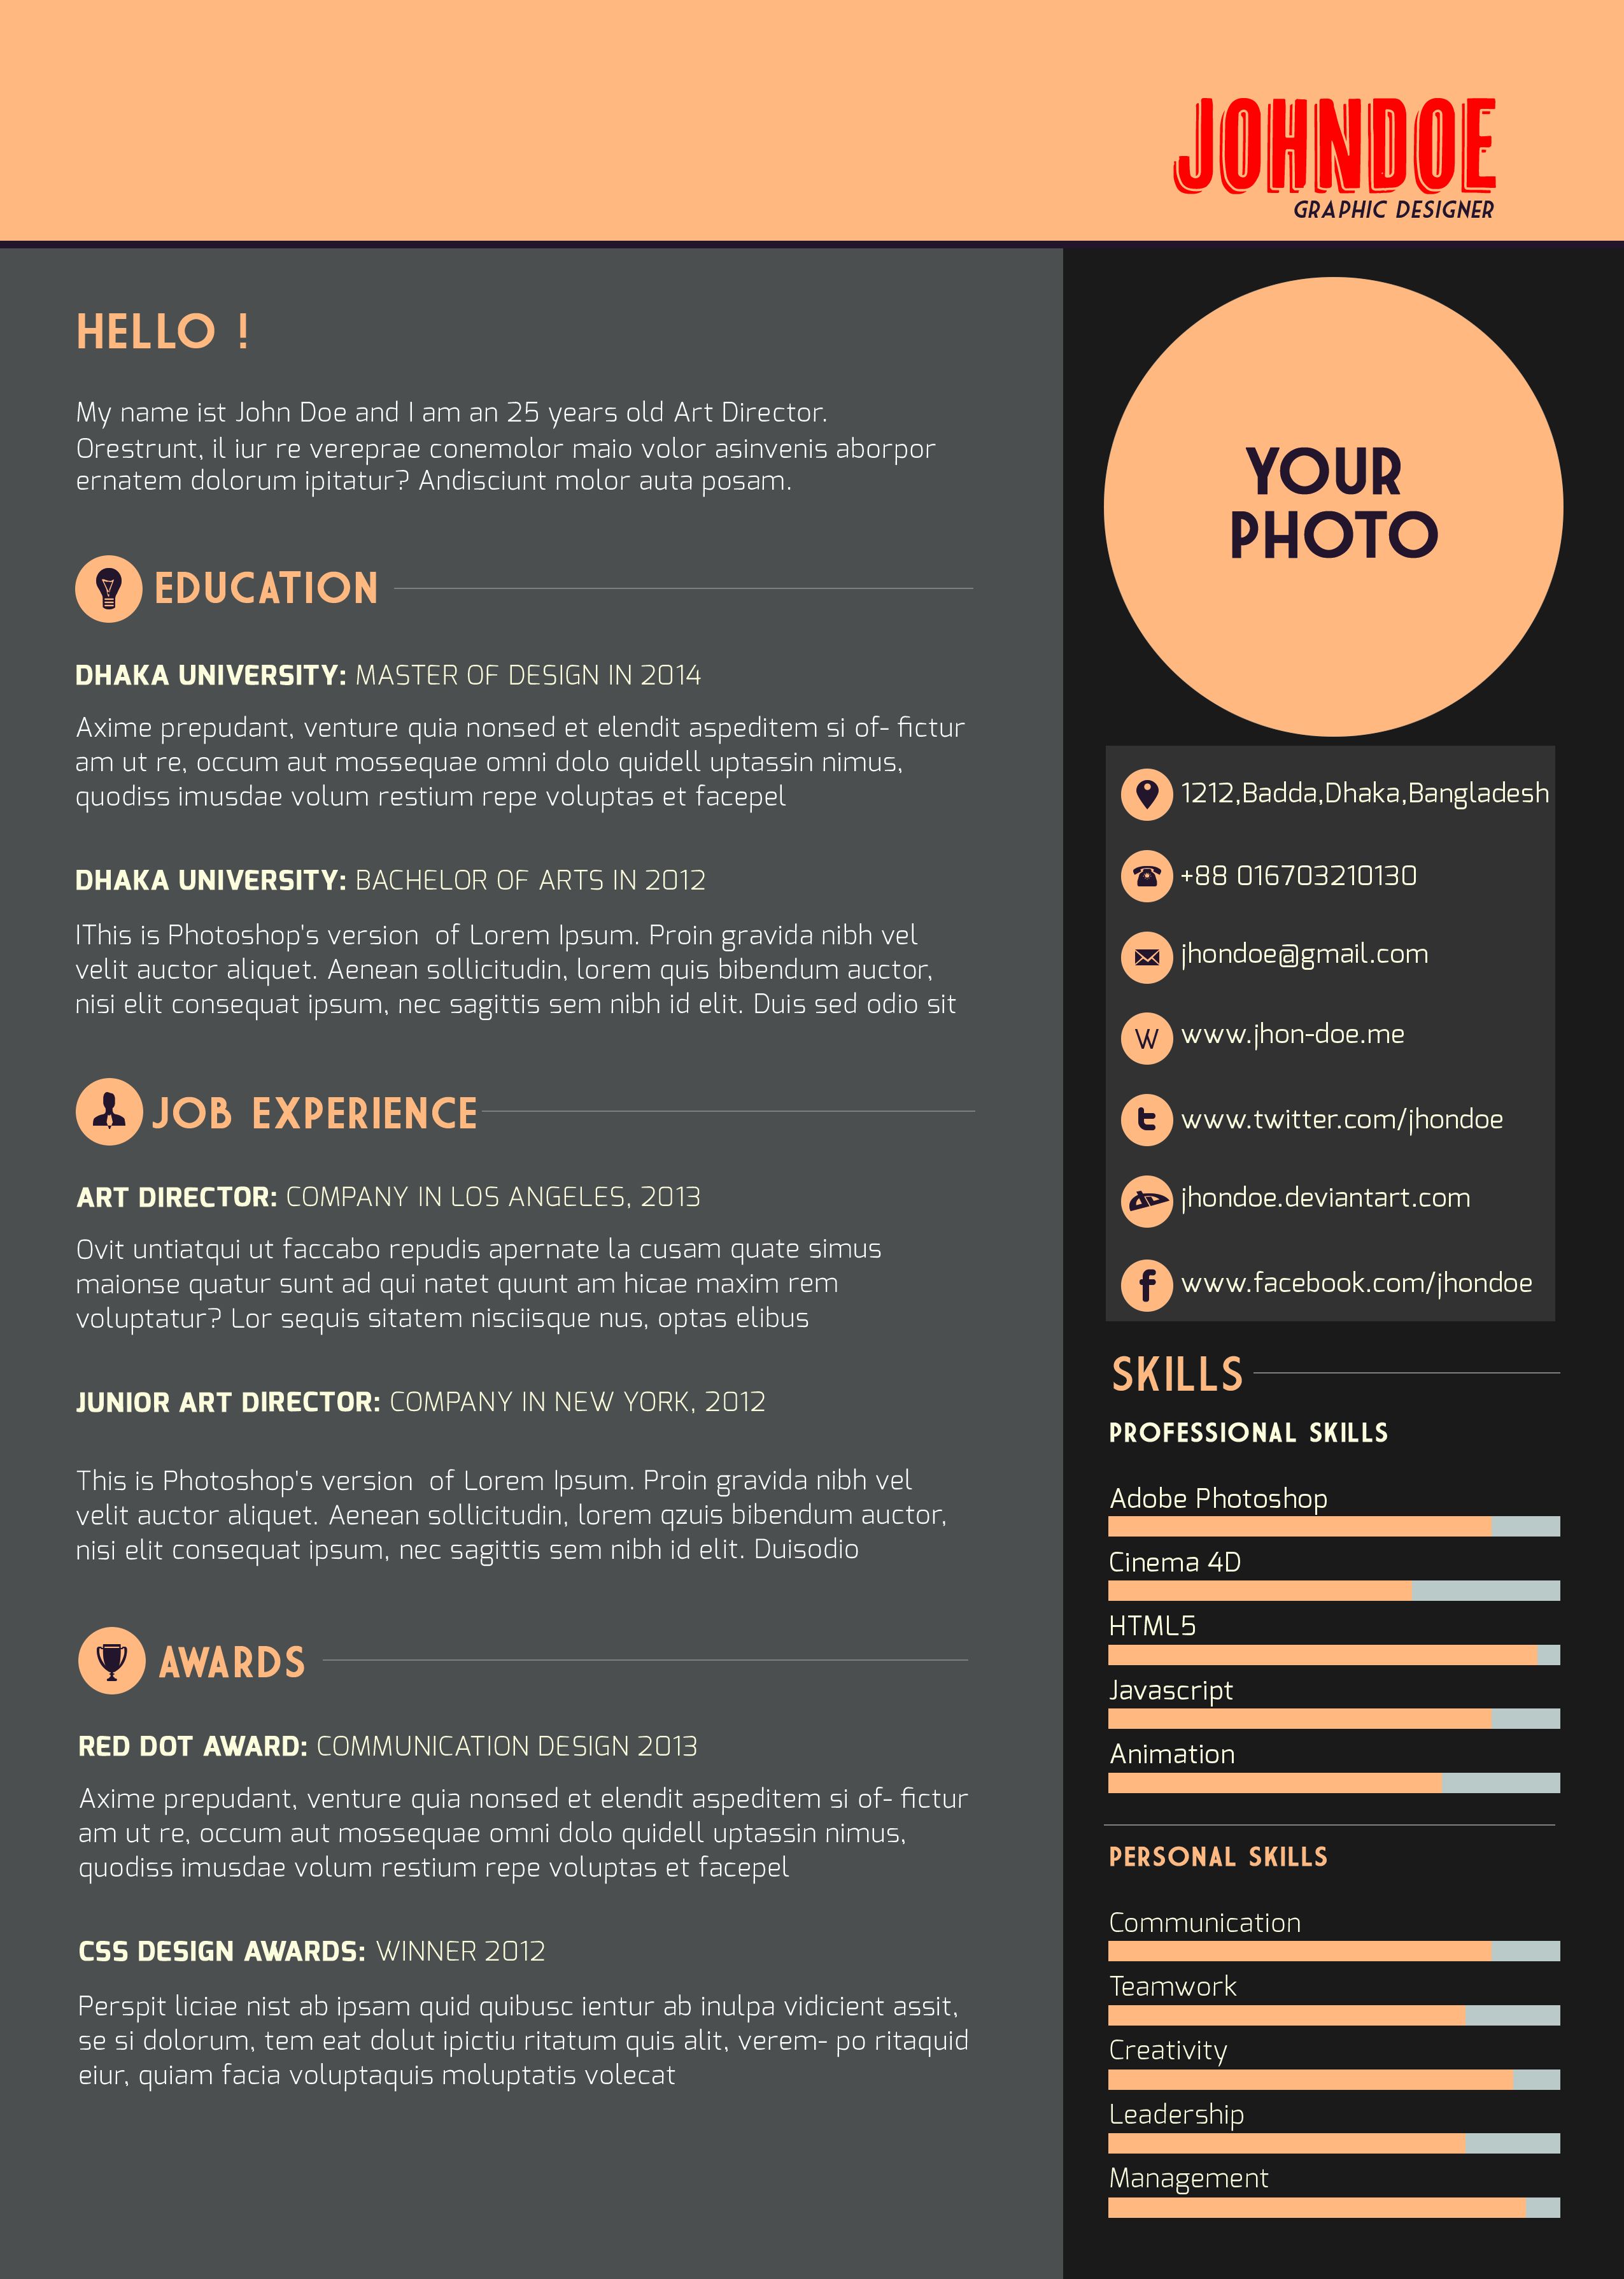 JOHNDOE
GRAPHIC DESIGNER
HELLO !
My name ist John Doe and I am an 25 years old Art Director.
Orestrunt, il iur re vereprae conemolor maio volor asinvenis aborpor
ernatem dolorum ipitatur? Andisciunt molor auta posam.
EDUCATION
DHAKA UNIVERSITY: MASTER OF DESIGN IN 2014
Axime prepudant, venture quia nonsed et elendit aspeditem si of- fictur
am ut re, occum aut mossequae omni dolo quidell uptassin nimus,
quodiss imusdae volum restium repe voluptas et facepel
DHAKA UNIVERSITY: BACHELOR OF ARTS IN 2012
IThis is Photoshop's version  of Lorem Ipsum. Proin gravida nibh vel
velit auctor aliquet. Aenean sollicitudin, lorem quis bibendum auctor,
nisi elit consequat ipsum, nec sagittis sem nibh id elit. Duis sed odio sit
JOB EXPERIENCE
ART DIRECTOR: COMPANY IN LOS ANGELES, 2013
Ovit untiatqui ut faccabo repudis apernate la cusam quate simus
maionse quatur sunt ad qui natet quunt am hicae maxim rem
voluptatur? Lor sequis sitatem nisciisque nus, optas elibus
JUNIOR ART DIRECTOR: COMPANY IN NEW YORK, 2012
This is Photoshop's version  of Lorem Ipsum. Proin gravida nibh vel
velit auctor aliquet. Aenean sollicitudin, lorem qzuis bibendum auctor,
nisi elit consequat ipsum, nec sagittis sem nibh id elit. Duisodio
AWARDS
RED DOT AWARD: COMMUNICATION DESIGN 2013
Axime prepudant, venture quia nonsed et elendit aspeditem si of- fictur
am ut re, occum aut mossequae omni dolo quidell uptassin nimus,
quodiss imusdae volum restium repe voluptas et facepel
CSS DESIGN AWARDS: WINNER 2012
Perspit liciae nist ab ipsam quid quibusc ientur ab inulpa vidicient assit,
se si dolorum, tem eat dolut ipictiu ritatum quis alit, verem- po ritaquid
eiur, quiam facia voluptaquis moluptatis volecat
YOUR
PHOTO
1212,Badda,Dhaka,Bangladesh
+88 016703210130
jhondoe@gmail.com
W www.jhon-doe.me
www.twitter.com/jhondoe
jhondoe.deviantart.com
www.facebook.com/jhondoe
SKILLS
PROFESSIONAL SKILLS
Adobe Photoshop
Cinema 4D
HTML5
Javascript
Animation
PERSONAL SKILLS
Communication
Teamwork
Creativity
Leadership
Management